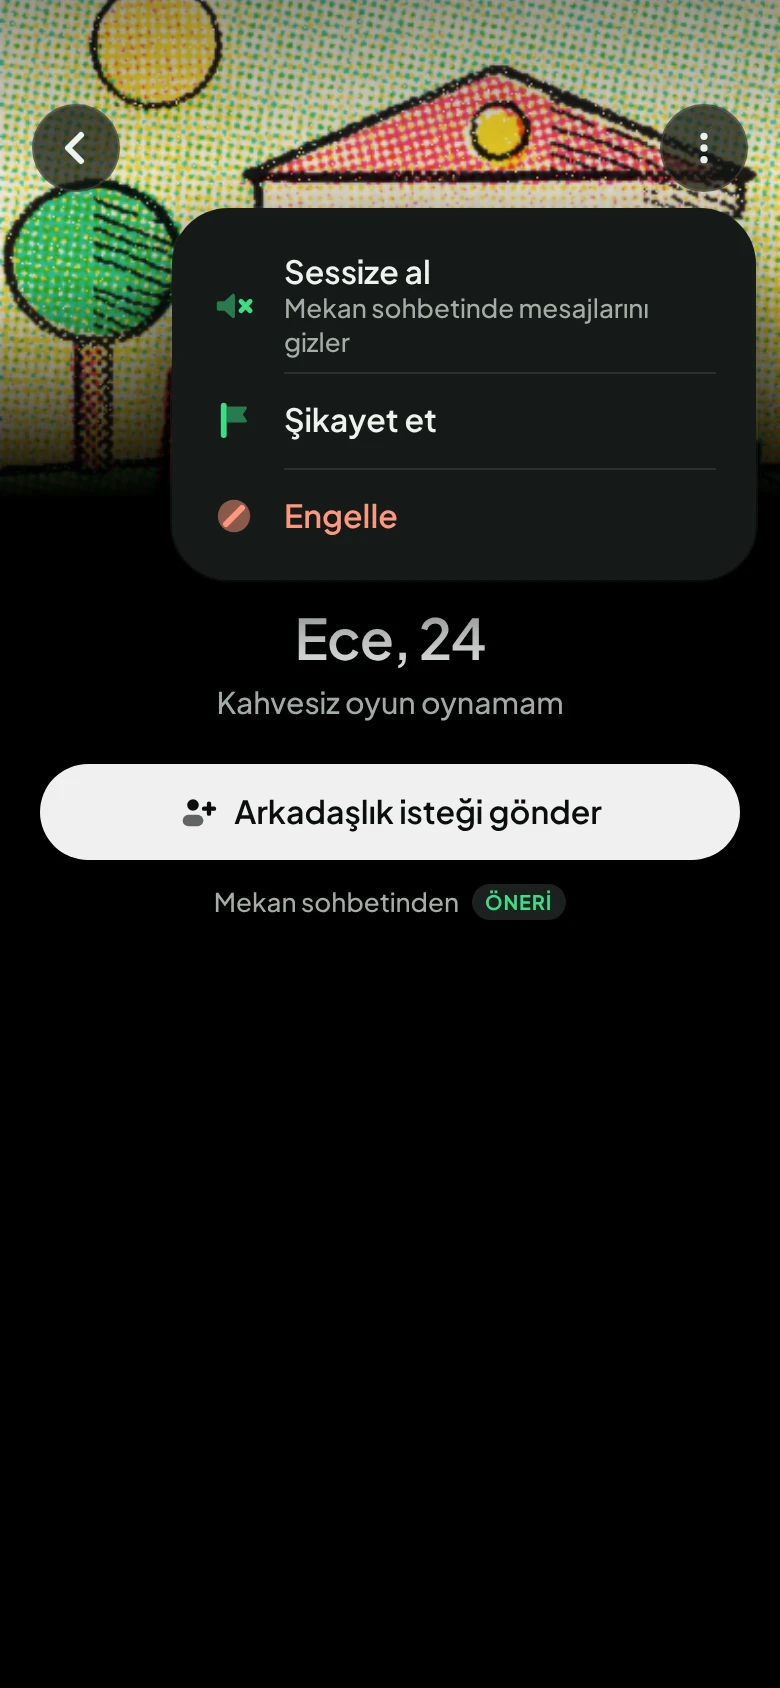 Sessize al
Mekan sohbetinde mesajlarını
gizler
Şikayet et
Engelle
Ece, 24
Kahvesiz oyun oynamam
Arkadaşlık isteği gönder
Mekan sohbetinden ÖNERİ